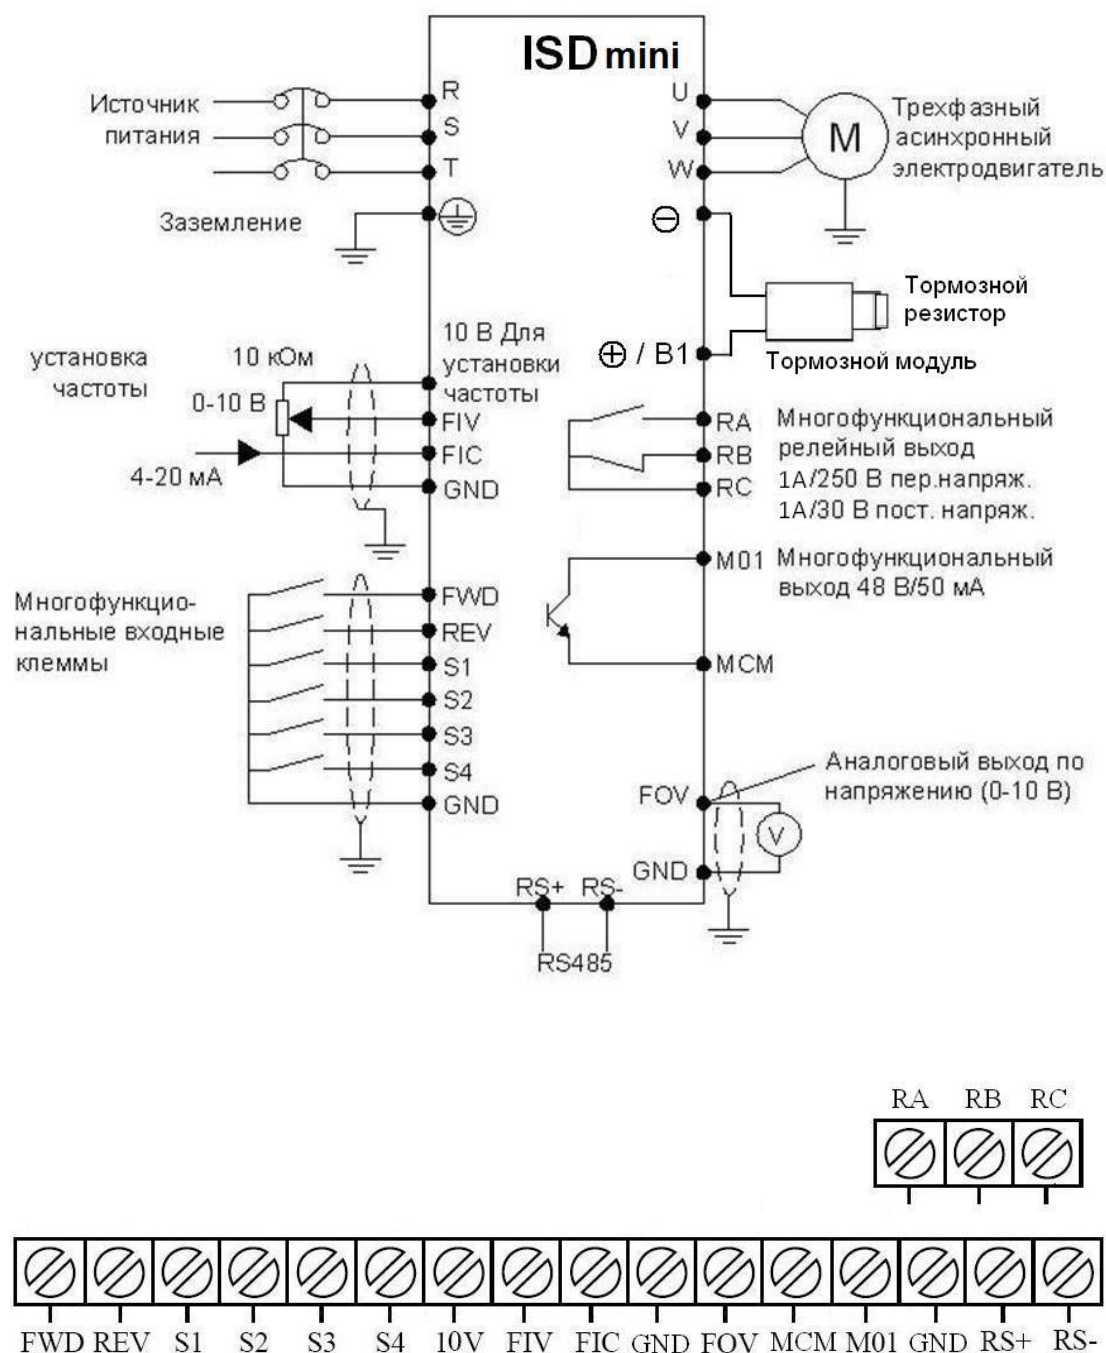 ISD mini
Источник
питания
R
S
T
U
V
W
M
Трехфазный
асинхронный
электродвигатель
Заземление
Тормозной
резистор
/ B1
Тормозной модуль
установка
частоты
10 кОм
0-10 В
4-20 мА
10 В Для
установки
частоты
FIV
FIC
GND
RA
RB
RC
Многофункциональный
релейный выход
1А/250 В пер.напряж.
1А/30 В пост. напряж.
M01
Многофункциональный
выход 48 В/50 мА
MCM
Многофункцио-
нальные входные
клеммы
FWD
REV
S1
S2
S3
S4
GND
FOV
GND
V
Аналоговый выход по
напряжению (0-10 В)
RS+ RS-
RS485
RA RB RC
FWD REV S1 S2 S3 S4 10V FIV FIC GND FOV MCM M01 GND RS+ RS-